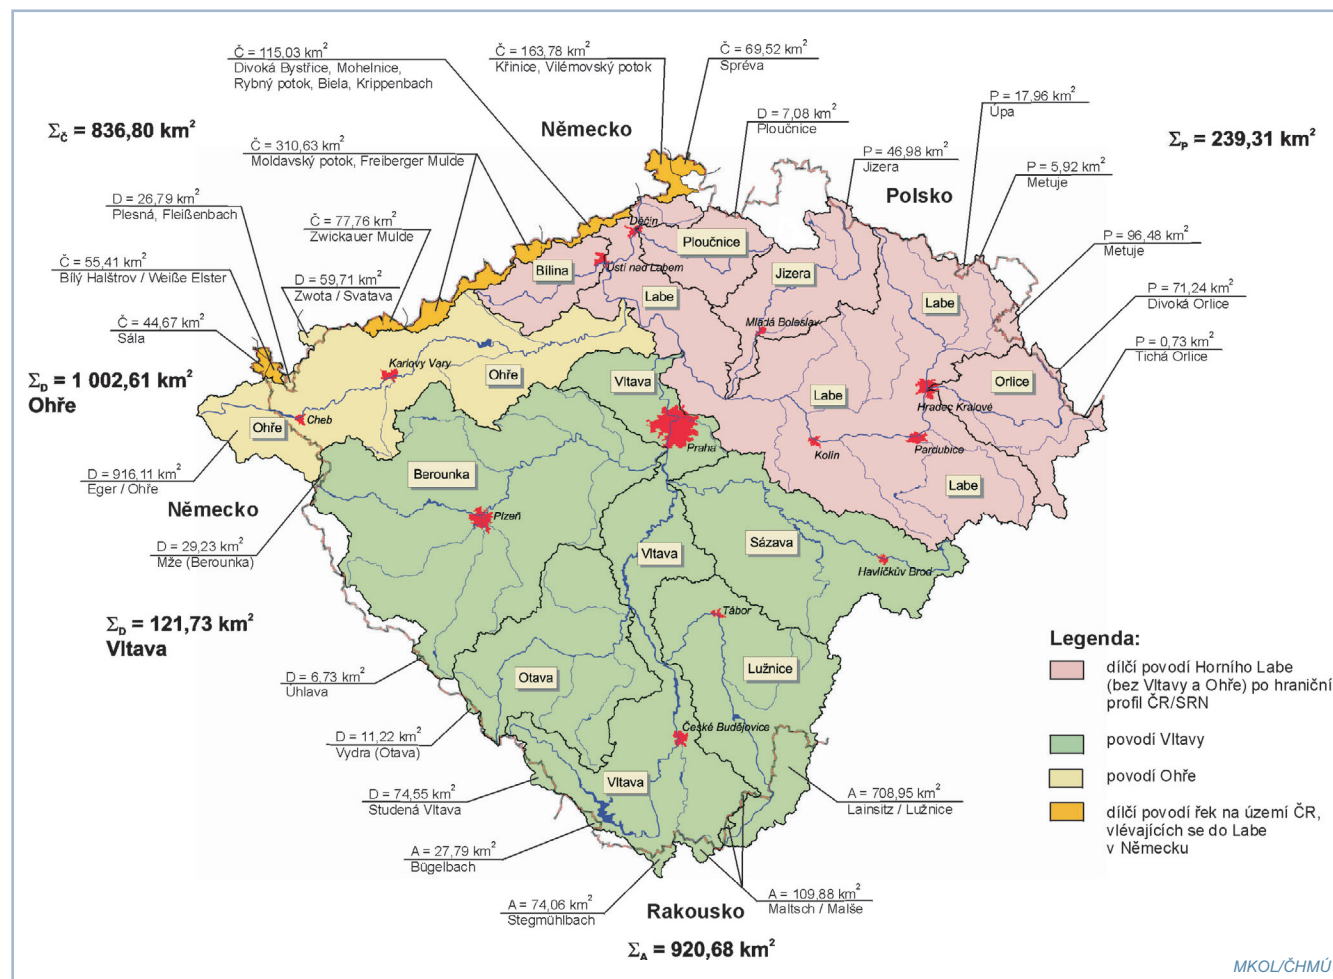 Č = 115,03 km²
Divoká Bystřice, Mohelnice,
Rybný potok, Biela, Krippenbach
Č = 163,78 km²
Křinice, Vilémovský potok
Č = 69,52 km²
Spréva
P = 17,96 km²
Úpa
Σč = 836,80 km²
Německo
D = 7,08 km²
Ploučnice
Σp = 239,31 km²
Č = 310,63 km²
Moldavský potok, Freiberger Mulde
P = 46,98 km²
Jizera
P = 5,92 km²
Metuje
Polsko
D = 26,79 km²
Plesná, Fleißenbach
Č = 77,76 km²
Zwickauer Mulde
P = 96,48 km²
Metuje
Č = 55,41 km²
Bílý Halštrov / Weiße Elster
D = 59,71 km²
Zwota / Svatava
P = 71,24 km²
Divoká Orlice
Č = 44,67 km²
Sála
P = 0,73 km²
Tichá Orlice
Děčín
Ploučnice
Bílina
Ústí nad Labem
Jizera
Labe
Labe
Mladá Boleslav
ΣD = 1 002,61 km²
Ohře
Karlovy Vary
Ohře
Vltava
Labe
Orlice
Hradec Králové
Ohře
Cheb
Praha
Kolín
Pardubice
D = 916,11 km²
Eger / Ohře
Berounka
Labe
Německo
Plzeň
D = 29,23 km²
Mže (Berounka)
Vltava
Sázava
Havlíčkův Brod
ΣD = 121,73 km²
Vltava
Tábor
D = 6,73 km²
Úhlava
Otava
Lužnice
D = 11,22 km²
Vydra (Otava)
České Budějovice
D = 74,55 km²
Studená Vltava
Vltava
A = 708,95 km²
Lainsitz / Lužnice
A = 27,79 km²
Bügelbach
A = 74,06 km²
Stegmühlbach
Rakousko
A = 109,88 km²
Maltsch / Malše
ΣA = 920,68 km²
Legenda:
dílčí povodí Horního Labe
(bez Vltavy a Ohře) po hraniční
profil ČR/SRN
povodí Vltavy
povodí Ohře
dílčí povodí řek na území ČR,
vlévajících se do Labe
v Německu
MKOL/ČHMÚ